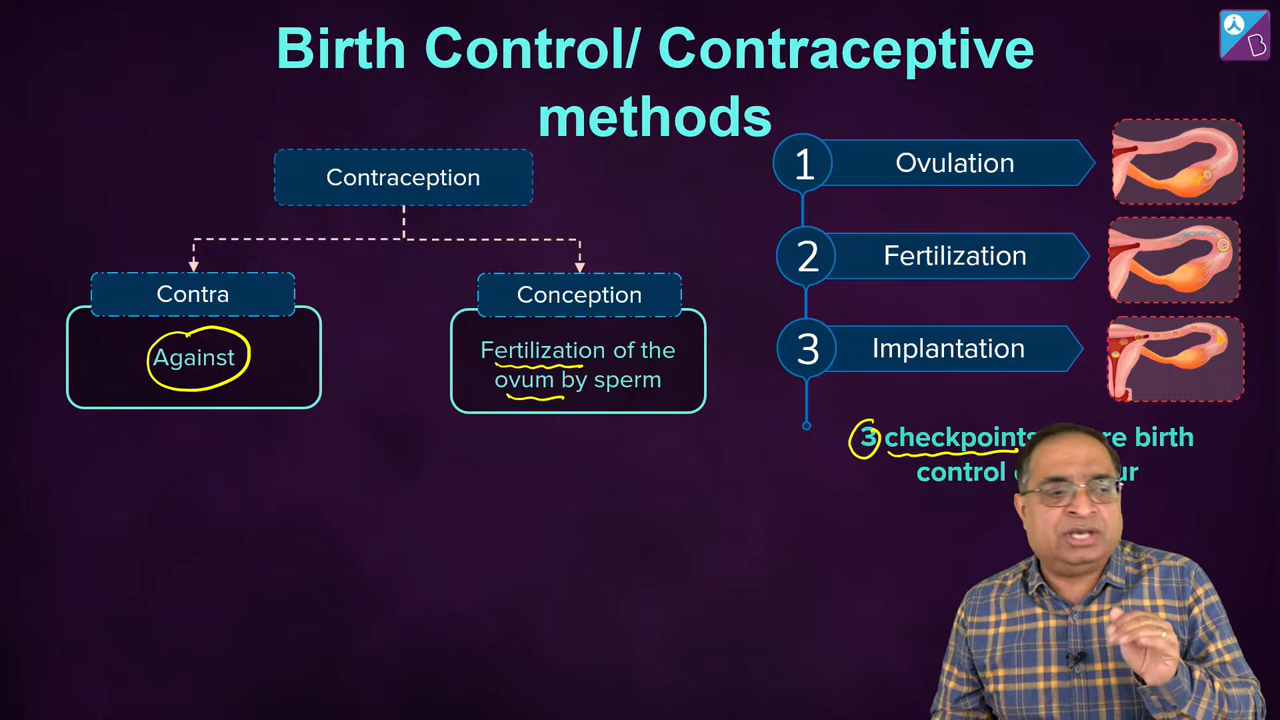 Birth Control/ Contraceptive
methods
Contraception
Contra
Against
Conception
Fertilization of the
ovum by sperm
1
Ovulation
2
Fertilization
3
Implantation
3 checkpoints birth
control
B